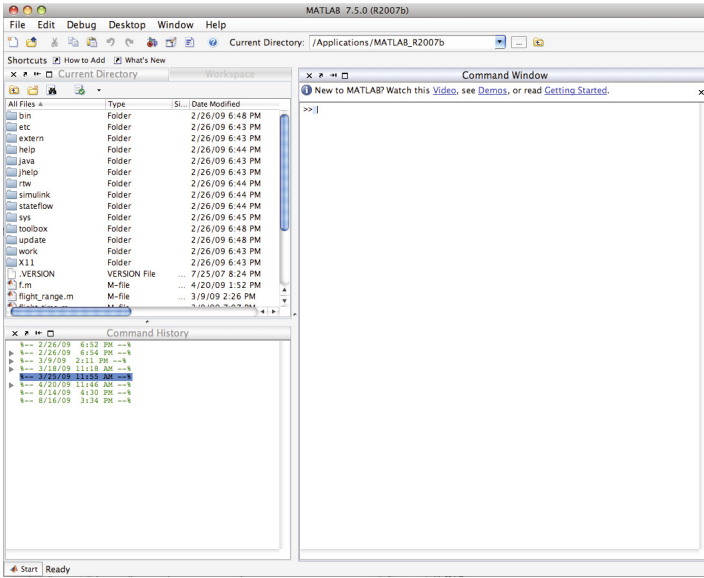 MATLAB 7.5.0 (R2007b)
File Edit Debug Desktop Window Help
Current Directory: /Applications/MATLAB_R2007b
Shortcuts How to Add What's New
Current Directory Workspace
All Files Type Si... Date Modified
bin Folder 2/26/09 6:48 PM
etc Folder 2/26/09 6:43 PM
extern Folder 2/26/09 6:43 PM
help Folder 2/26/09 6:44 PM
java Folder 2/26/09 6:43 PM
jhelp Folder 2/26/09 6:43 PM
rtw Folder 2/26/09 6:44 PM
simulink Folder 2/26/09 6:44 PM
stateflow Folder 2/26/09 6:44 PM
sys Folder 2/26/09 6:45 PM
toolbox Folder 2/26/09 6:48 PM
update Folder 2/26/09 6:48 PM
work Folder 2/26/09 6:43 PM
X11 Folder 2/26/09 6:43 PM
.VERSION VERSION File ... 7/25/07 8:24 PM
f.m M-file ... 4/20/09 1:52 PM
flight_range.m M-file ... 3/9/09 2:26 PM
Command History
%-- 2/26/09 6:52 PM --%
%-- 2/26/09 6:54 PM --%
%-- 3/9/09 2:11 PM --%
%-- 3/18/09 11:18 AM --%
%-- 3/25/09 11:55 AM --%
%-- 4/20/09 11:46 AM --%
%-- 8/14/09 4:30 PM --%
%-- 8/16/09 3:34 PM --%
Command Window
New to MATLAB? Watch this Video, see Demos, or read Getting Started.
>>
Start Ready